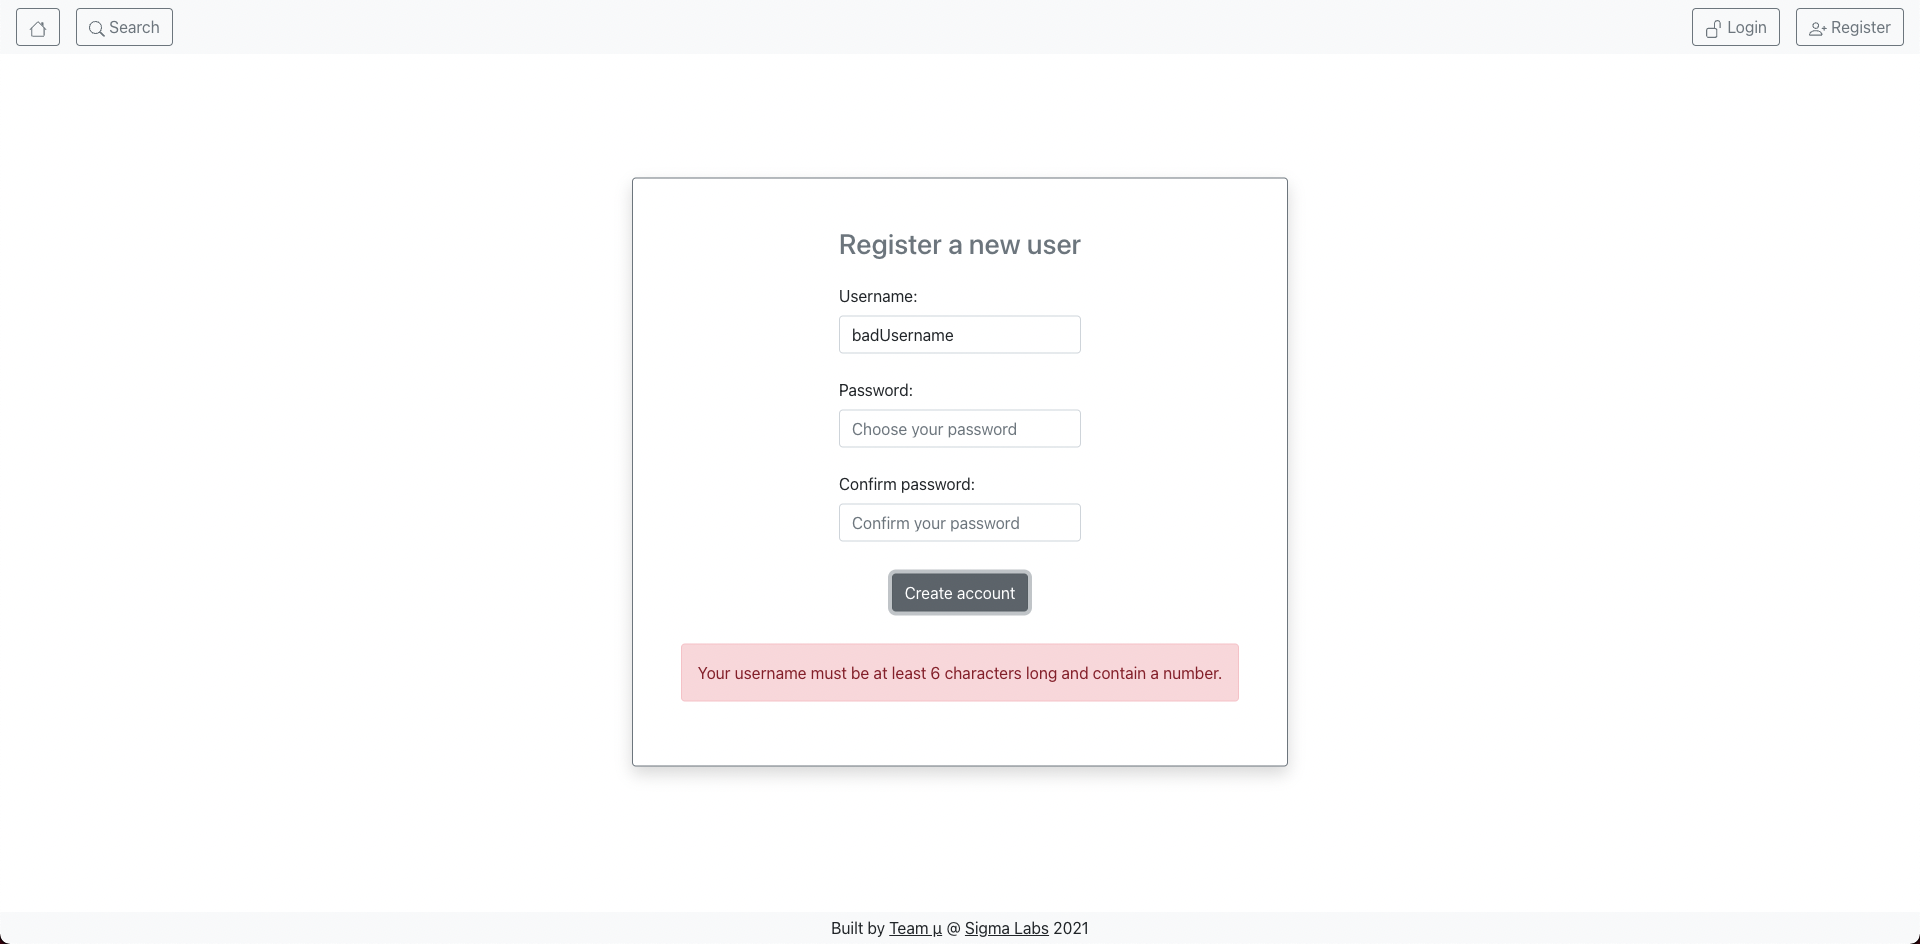 Search
Login
Register
Register a new user
Username:
badUsername
Password:
Choose your password
Confirm password:
Confirm your password
Create account
Your username must be at least 6 characters long and contain a number.
Built by Team μ @ Sigma Labs 2021